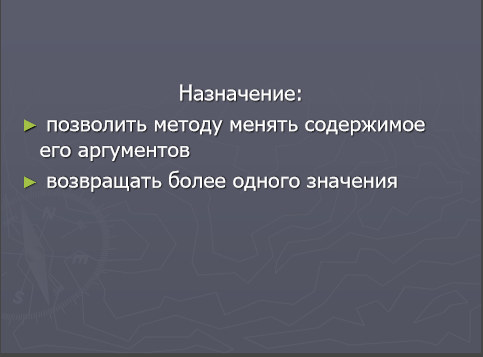 Назначение:
► позволить методу менять содержимое
его аргументов
► возвращать более одного значения
N
m
S